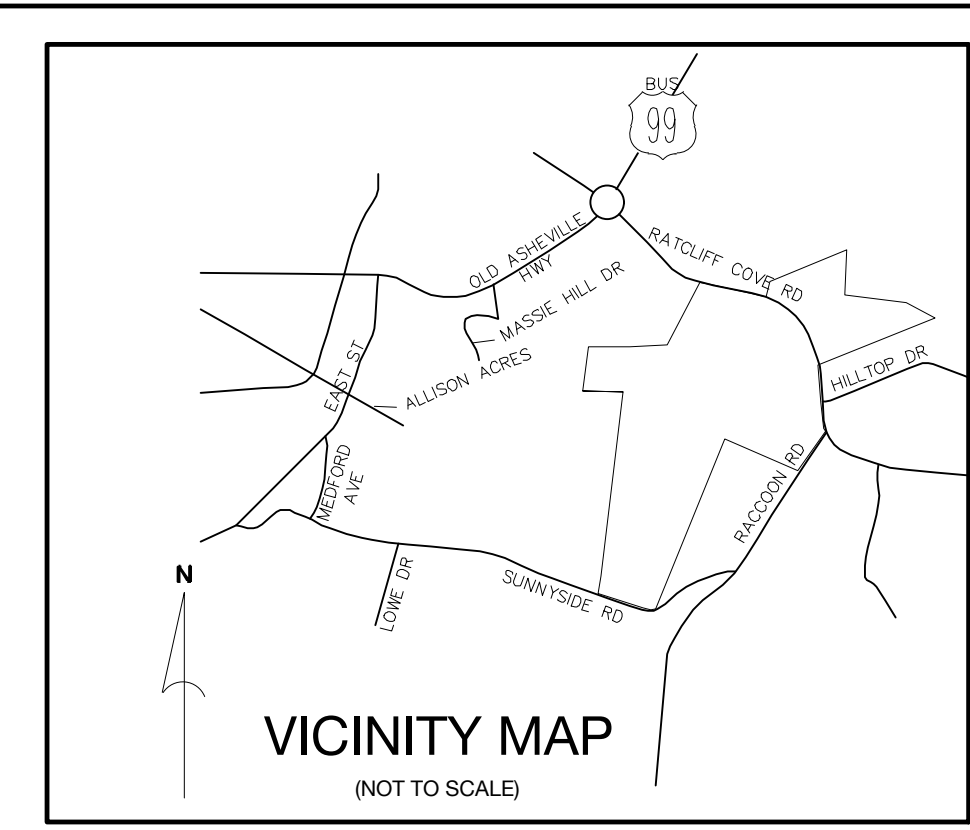 BUS
99
OLD ASHEVILLE
HWY
RATCLIFF COVE RD
MASSIE HILL DR
HILLTOP DR
ALLISON ACRES
EAST ST
MEDFORD
AVE
RACCOON RD
SUNNYSIDE RD
LOWE DR
N
VICINITY MAP
(NOT TO SCALE)